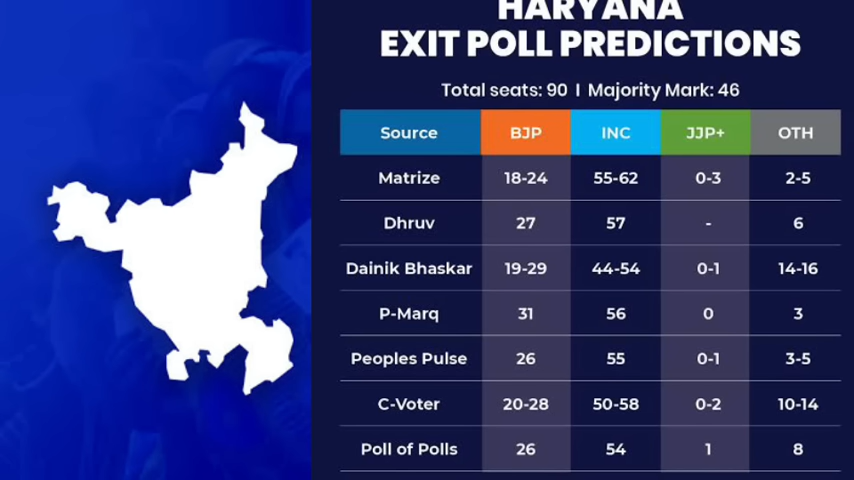 HARYANA
EXIT POLL PREDICTIONS
Total seats: 90 I Majority Mark: 46
Source BJP INC JJP+ OTH
Matrize 18-24 55-62 0-3 2-5
Dhruv 27 57 - 6
Dainik Bhaskar 19-29 44-54 0-1 14-16
P-Marq 31 56 0 3
Peoples Pulse 26 55 0-1 3-5
C-Voter 20-28 50-58 0-2 10-14
Poll of Polls 26 54 1 8